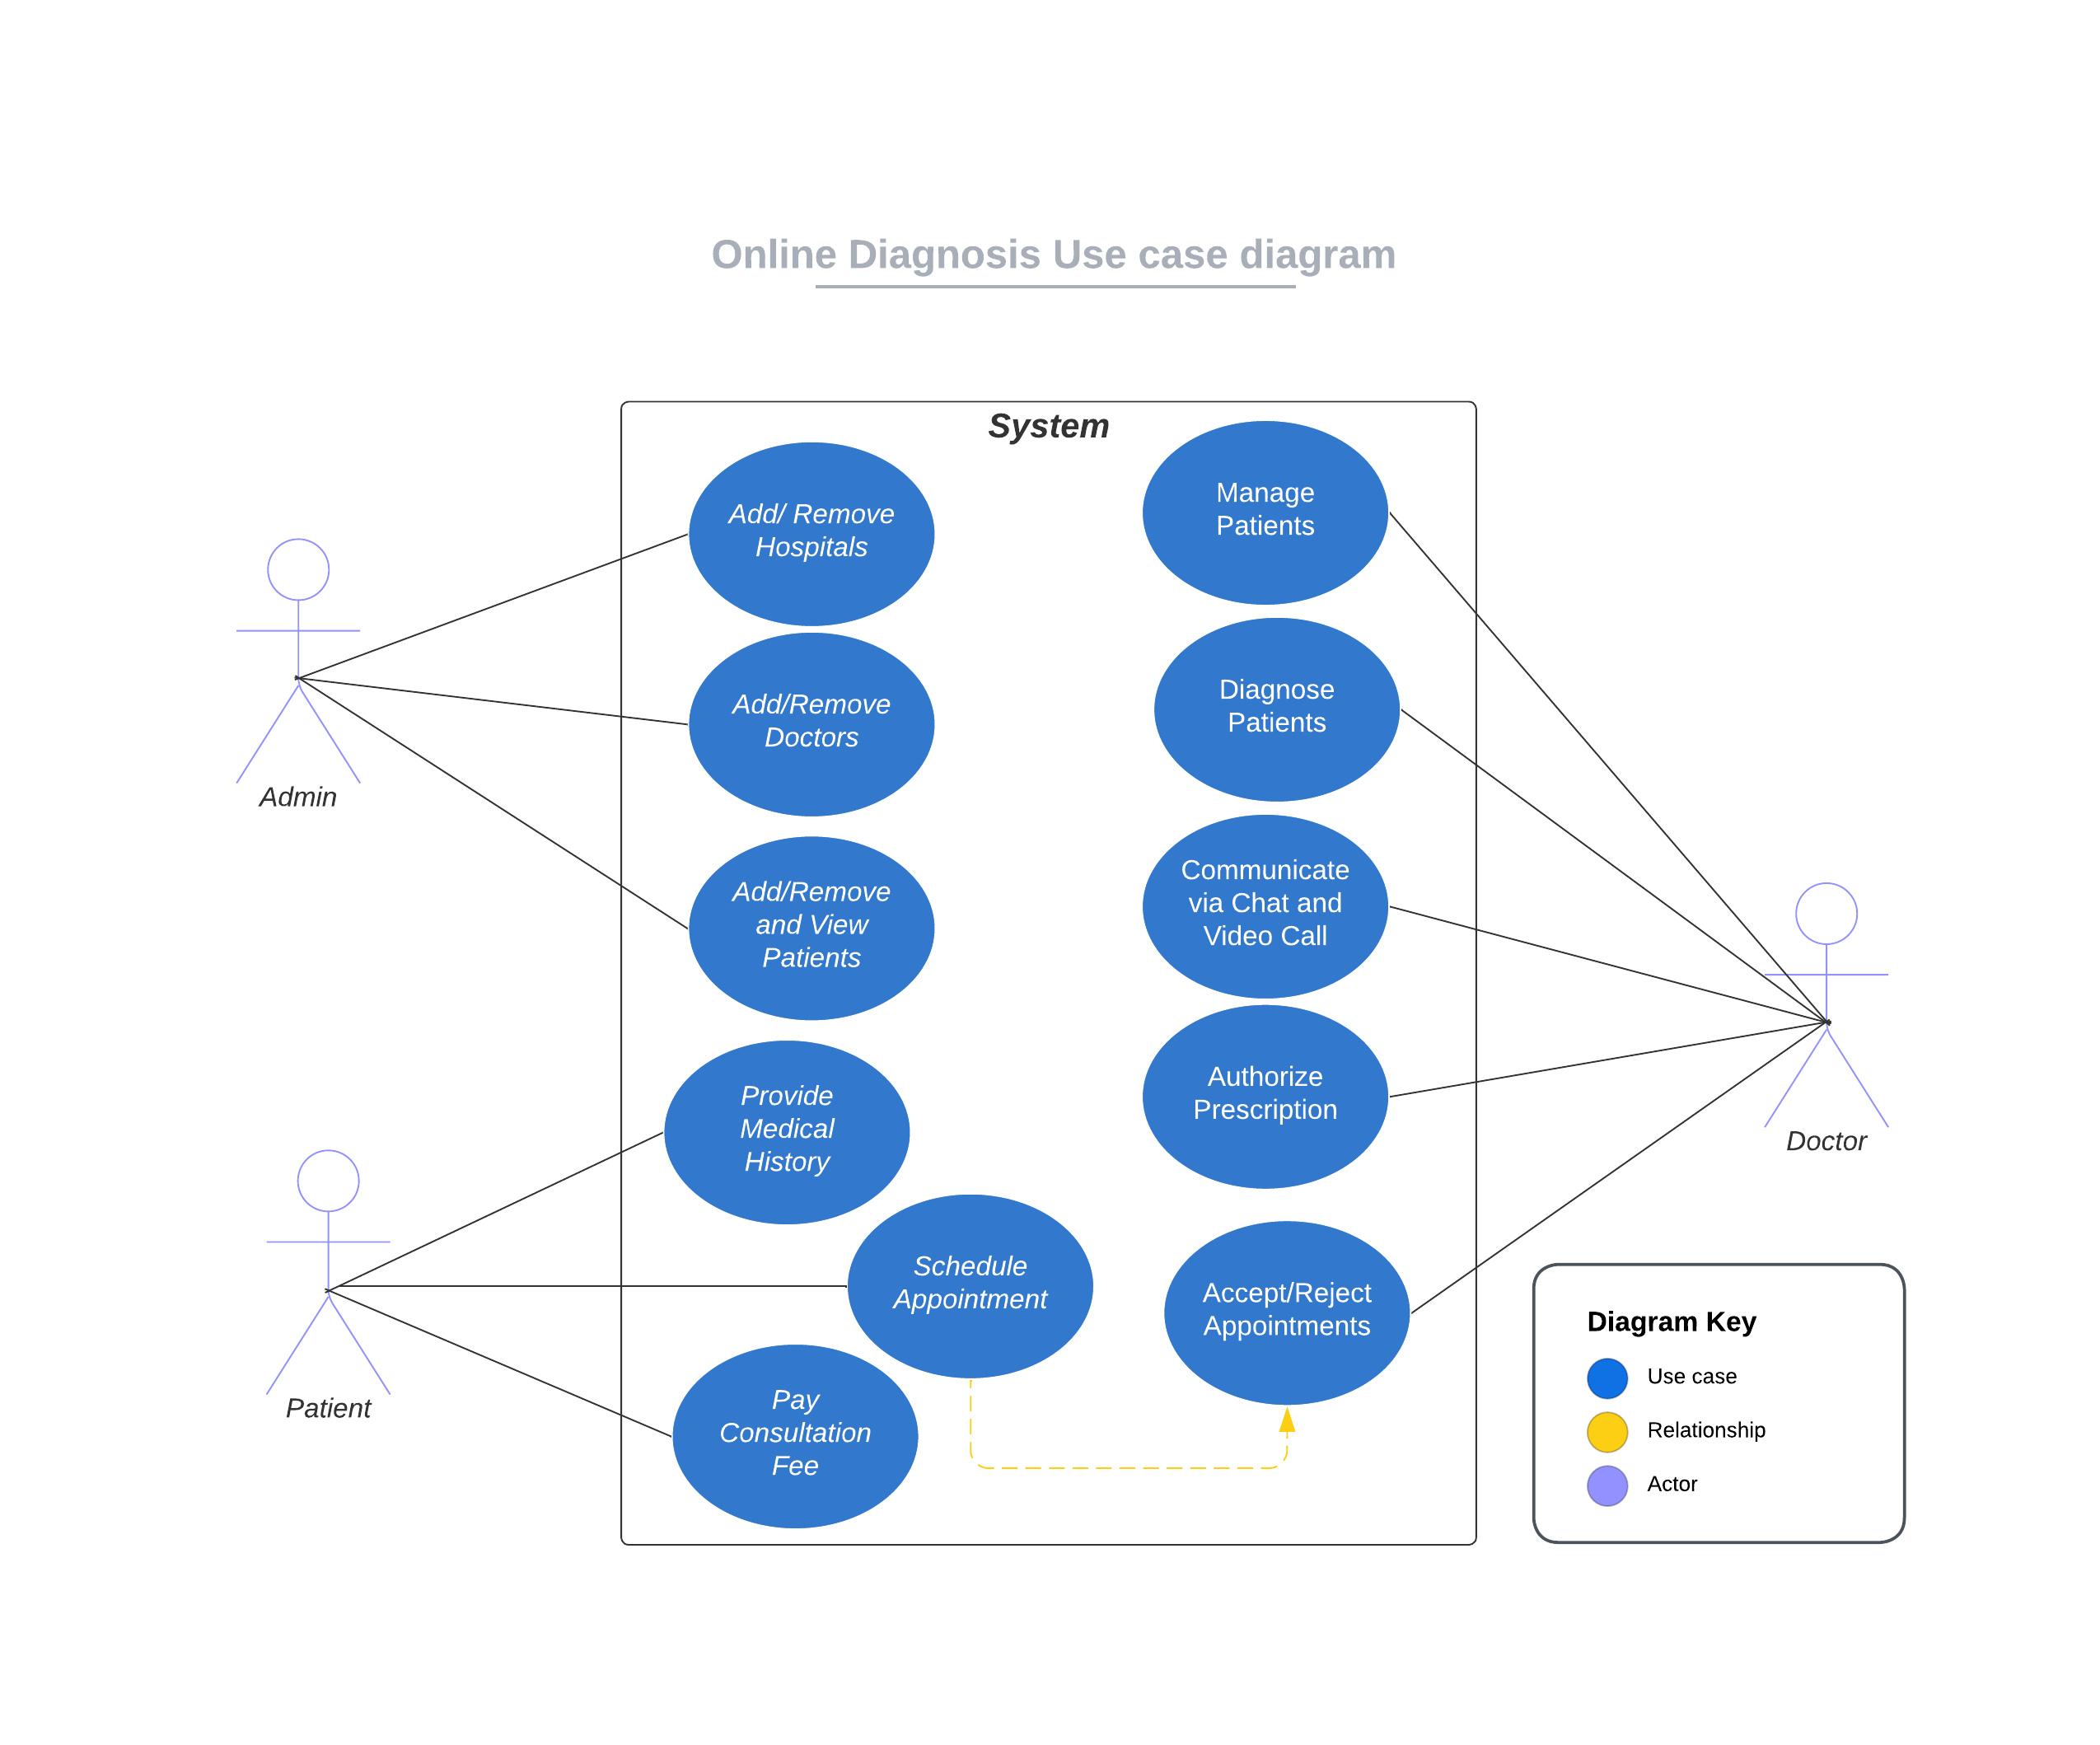 Online Diagnosis Use case diagram
System
Add/ Remove
Hospitals
Add/Remove
Doctors
Add/Remove
and View
Patients
Provide
Medical
History
Schedule
Appointment
Pay
Consultation
Fee
Manage
Patients
Diagnose
Patients
Communicate
via Chat and
Video Call
Authorize
Prescription
Accept/Reject
Appointments
Admin
Patient
Doctor
Diagram Key
Use case
Relationship
Actor